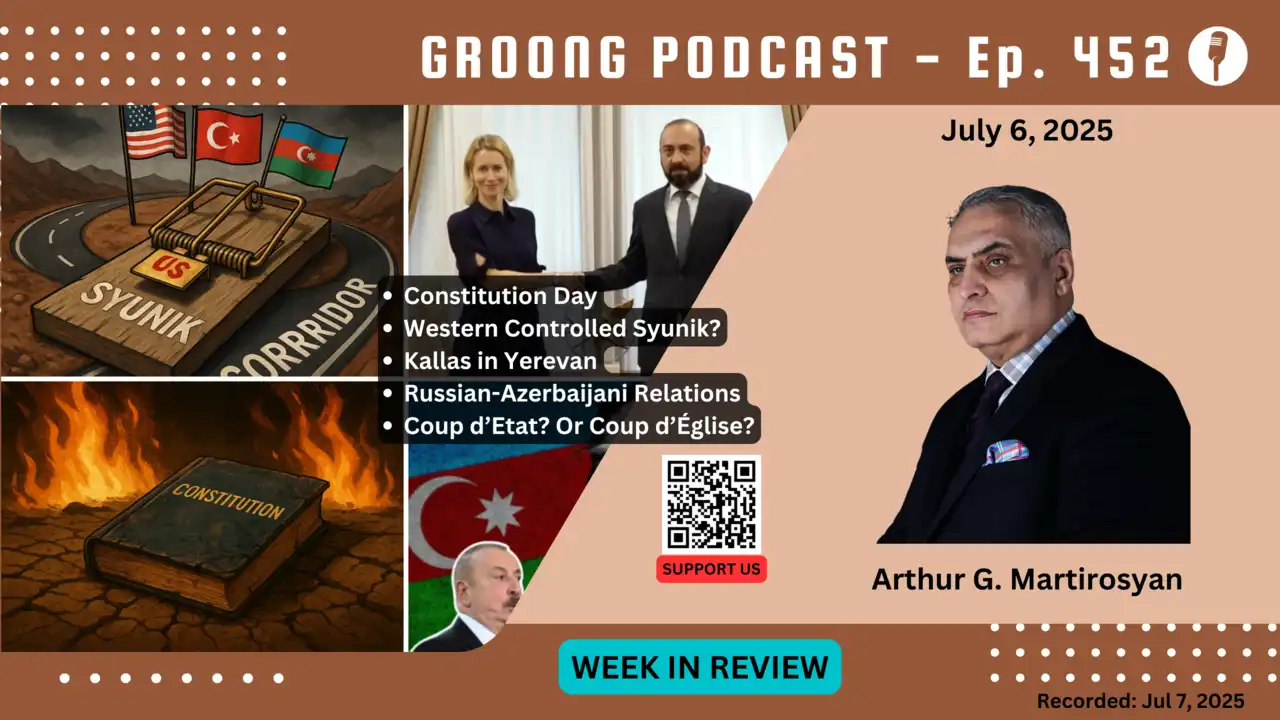 GROONG PODCAST - Ep. 452
July 6, 2025
US
SYUNIK
CORRRIDOR
• Constitution Day
• Western Controlled Syunik?
• Kallas in Yerevan
• Russian-Azerbaijani Relations
• Coup d’Etat? Or Coup d’Église?
CONSTITUTION
SUPPORT US
Arthur G. Martirosyan
WEEK IN REVIEW
Recorded: Jul 7, 2025